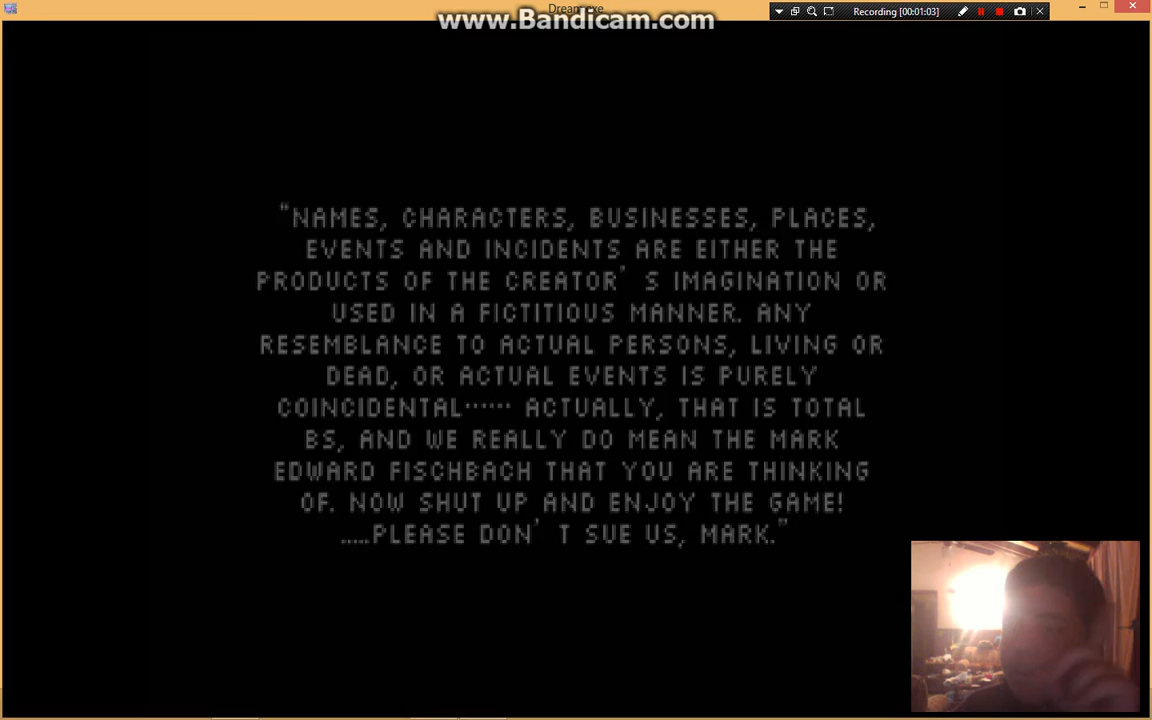 Dream.exe
www.Bandicam.com
Recording [00:01:03]
"NAMES, CHARACTERS, BUSINESSES, PLACES,
EVENTS AND INCIDENTS ARE EITHER THE
PRODUCTS OF THE CREATOR'S IMAGINATION OR
USED IN A FICTITIOUS MANNER. ANY
RESEMBLANCE TO ACTUAL PERSONS, LIVING OR
DEAD, OR ACTUAL EVENTS IS PURELY
COINCIDENTAL...... ACTUALLY, THAT IS TOTAL
BS, AND WE REALLY DO MEAN THE MARK
EDWARD FISCHBACH THAT YOU ARE THINKING
OF. NOW SHUT UP AND ENJOY THE GAME!
.....PLEASE DON'T SUE US, MARK."